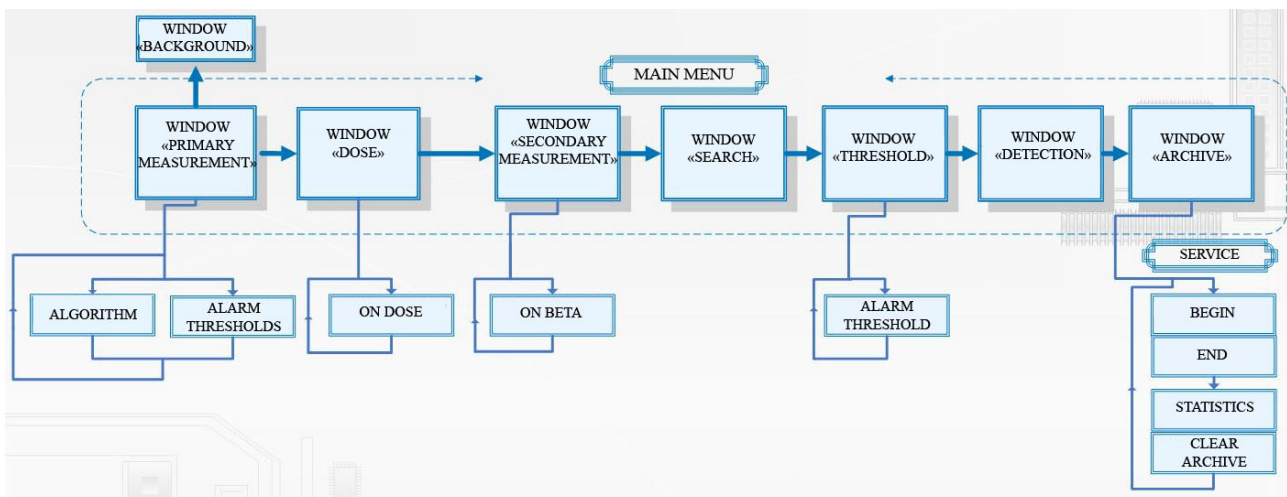 WINDOW
«BACKGROUND»
MAIN MENU
WINDOW
«PRIMARY
MEASUREMENT»
WINDOW
«DOSE»
WINDOW
«SECONDARY
MEASUREMENT»
WINDOW
«SEARCH»
WINDOW
«THRESHOLD»
WINDOW
«DETECTION»
WINDOW
«ARCHIVE»
SERVICE
ALGORITHM
ALARM
THRESHOLDS
ON DOSE
ON BETA
ALARM
THRESHOLD
BEGIN
END
STATISTICS
CLEAR
ARCHIVE